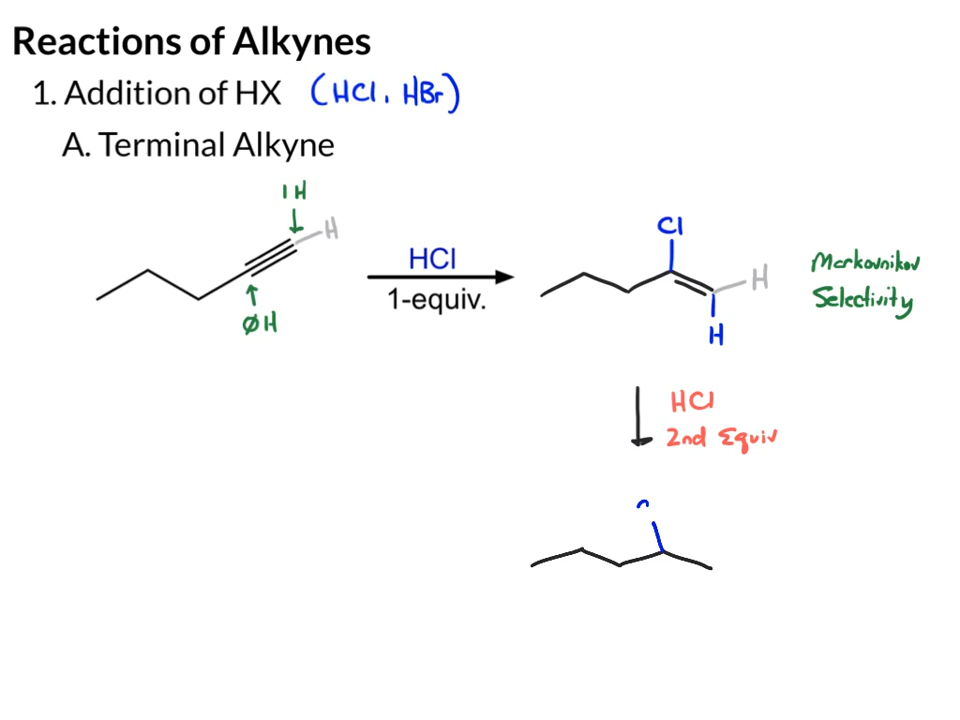 Reactions of Alkynes
1. Addition of HX (HCl, HBr)
A. Terminal Alkyne
1H
H
ØH
HCl
1-equiv.
Cl
H
H
Markovnikov
Selectivity
HCl
2nd Equiv